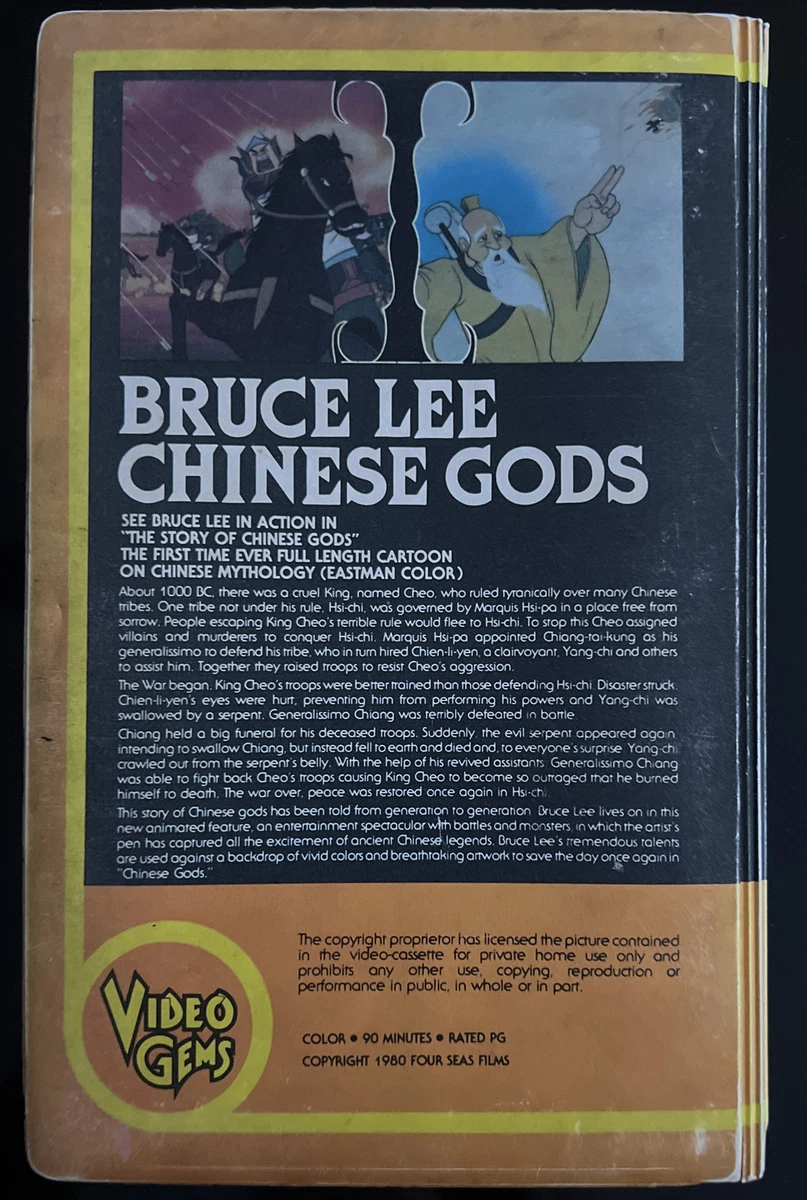 BRUCE LEE
CHINESE GODS
SEE BRUCE LEE IN ACTION IN
"THE STORY OF CHINESE GODS"
THE FIRST TIME EVER FULL LENGTH CARTOON
ON CHINESE MYTHOLOGY (EASTMAN COLOR)
About 1000 BC, there was a cruel King, named Cheo, who ruled tyranically over many Chinese
tribes. One tribe not under his rule, Hsi-chi, was governed by Marquis Hsi-pa in a place free from
sorrow. People escaping King Cheo's terrible rule would flee to Hsi-chi. To stop this Cheo assigned
villains and murderers to conquer Hsi-chi. Marquis Hsi-pa appointed Chiang-tai-kung as his
generalissimo to defend his tribe, who in turn hired Chien-li-yen, a clairvoyant, Yang-chi and others
to assist him. Together they raised troops to resist Cheo's aggression.
The War began. King Cheo's troops were better trained than those defending Hsi-chi. Disaster struck.
Chien-li-yen's eyes were hurt, preventing him from performing his powers and Yang-chi was
swallowed by a serpent. Generalissimo Chiang was terribly defeated in battle.
Chiang held a big funeral for his deceased troops. Suddenly, the evil serpent appeared again,
intending to swallow Chiang, but instead fell to earth and died and, to everyone's surprise Yang-chi
crawled out from the serpent's belly. With the help of his revived assistants Generalissimo Chiang
was able to fight back Cheo's troops causing King Cheo to become so outraged that he burned
himself to death. The war over, peace was restored once again in Hsi-chi.
This story of Chinese gods has been told from generation to generation. Bruce Lee lives on in this
new animated feature, an entertainment spectacular with battles and monsters, in which the artist's
pen has captured all the excitement of ancient Chinese legends. Bruce Lee's tremendous talents
are used against a backdrop of vivid colors and breathtaking artwork to save the day once again in
"Chinese Gods."
The copyright proprietor has licensed the picture contained
in the video-cassette for private home use only and
prohibits any other use, copying, reproduction or
performance in public, in whole or in part.
VIDEO
GEMS
COLOR • 90 MINUTES • RATED PG
COPYRIGHT 1980 FOUR SEAS FILMS